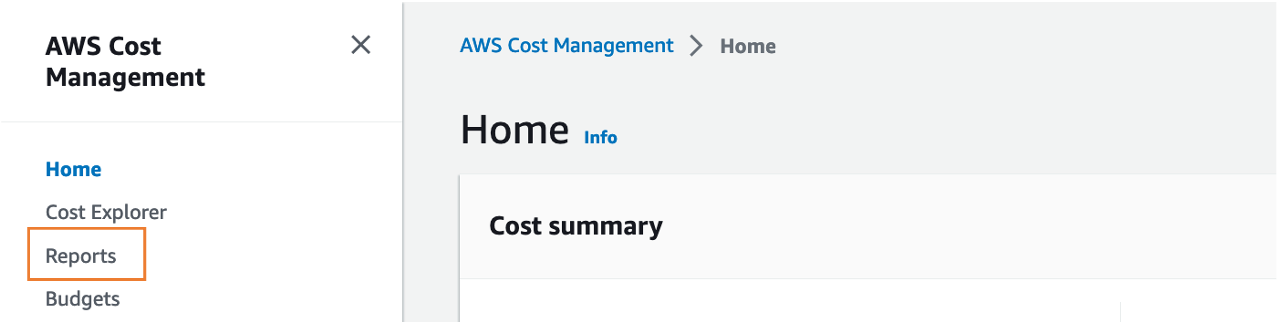 AWS Cost
Management
Home
Cost Explorer
Reports
Budgets
AWS Cost Management > Home
Home Info
Cost summary